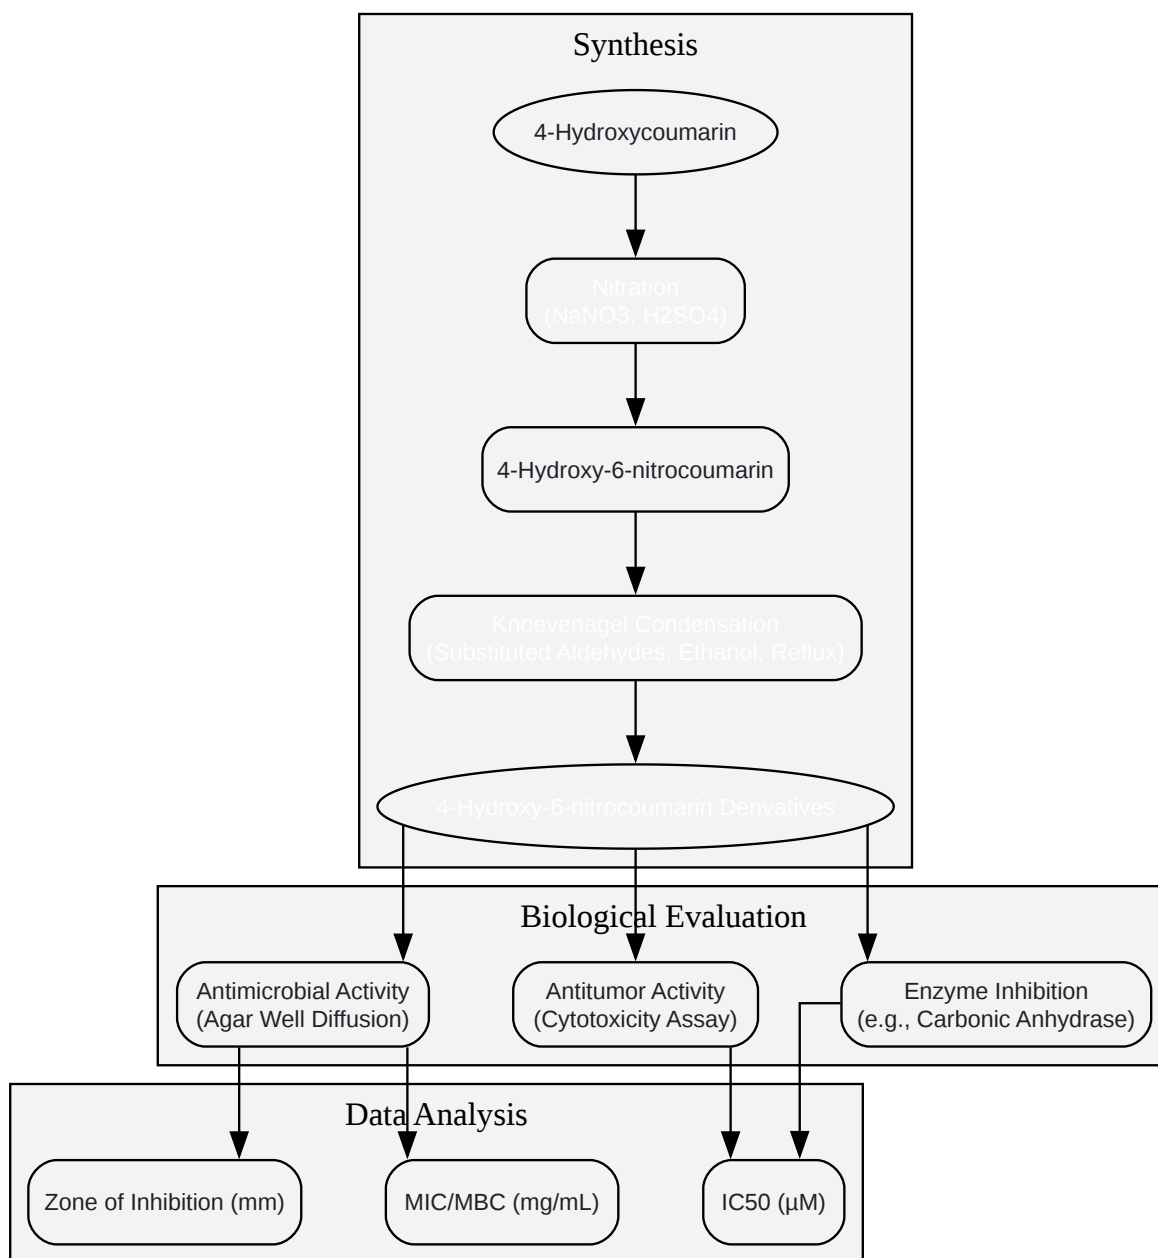 Synthesis
4-Hydroxycoumarin
Nitration
(NaNO3, H2SO4)
4-Hydroxy-6-nitrocoumarin
Knoevenagel Condensation
(Substituted Aldehydes, Ethanol, Reflux)
4-Hydroxy-6-nitrocoumarin Derivatives
Biological Evaluation
Antimicrobial Activity
(Agar Well Diffusion)
Antitumor Activity
(Cytotoxicity Assay)
Enzyme Inhibition
(e.g., Carbonic Anhydrase)
Data Analysis
Zone of Inhibition (mm)
MIC/MBC (mg/mL)
IC50 (µM)